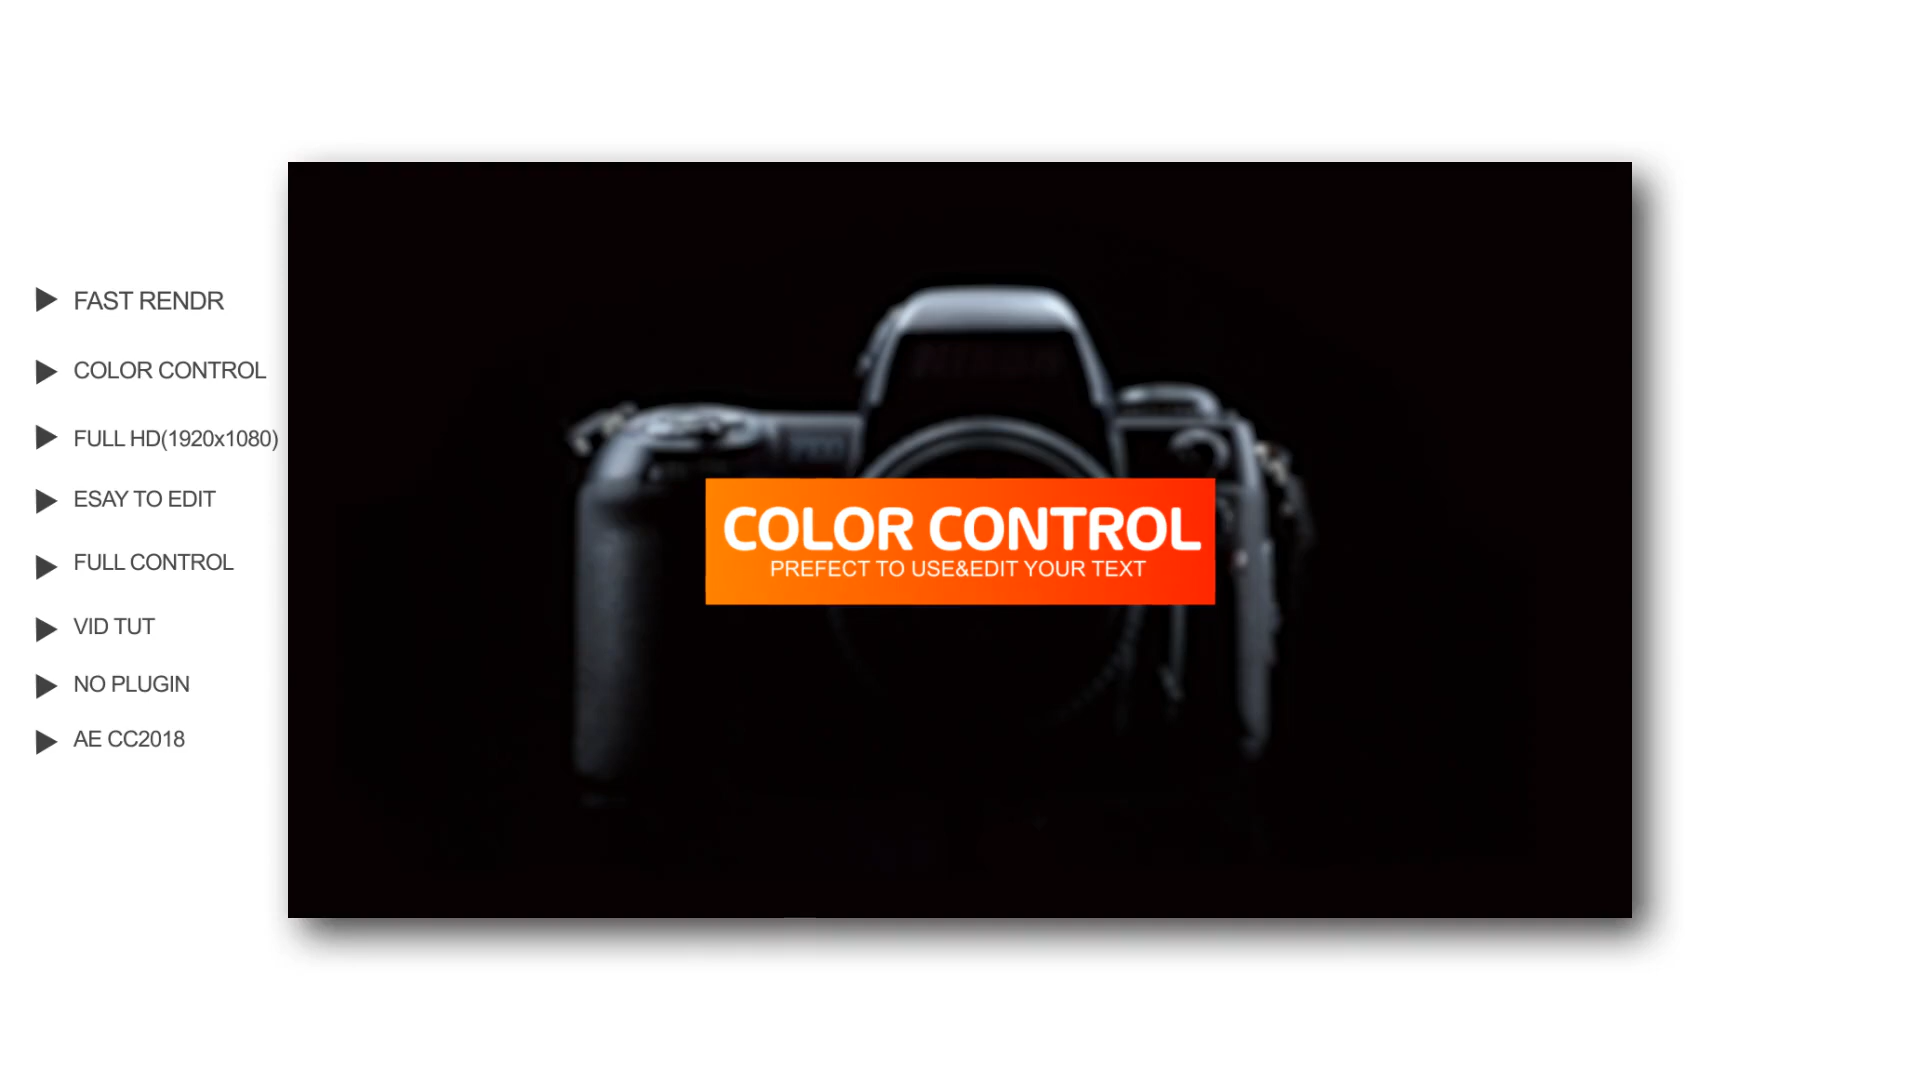 FAST RENDR
COLOR CONTROL
FULL HD(1920x1080)
ESAY TO EDIT
FULL CONTROL
VID TUT
NO PLUGIN
AE CC2018
Nikon
COLOR CONTROL
PREFECT TO USE&EDIT YOUR TEXT